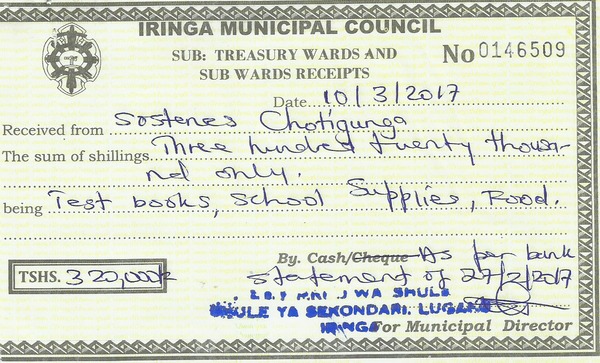 IRINGA MUNICIPAL COUNCIL
SUB: TREASURY WARDS AND
SUB WARDS RECEIPTS
No 0146509
Date 10/3/2017
Received from Sostenes Chotigunga
The sum of shillings Three hundred twenty thousa-
nd only.
being Test books, School Supplies, Food.
By. Cash/Cheque As per bank
TSHS. 320,000/=
statement of 27/2/2017
WA SHULE
SHULE YA SEKONDARI, LUGALO
IRINGA
For Municipal Director